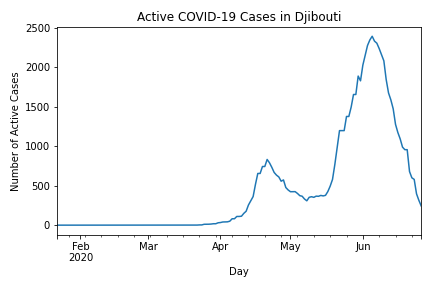 Active COVID-19 Cases in Djibouti
Number of Active Cases
2500
2000
1500
1000
500
0
Feb Mar Apr May Jun
2020
Day